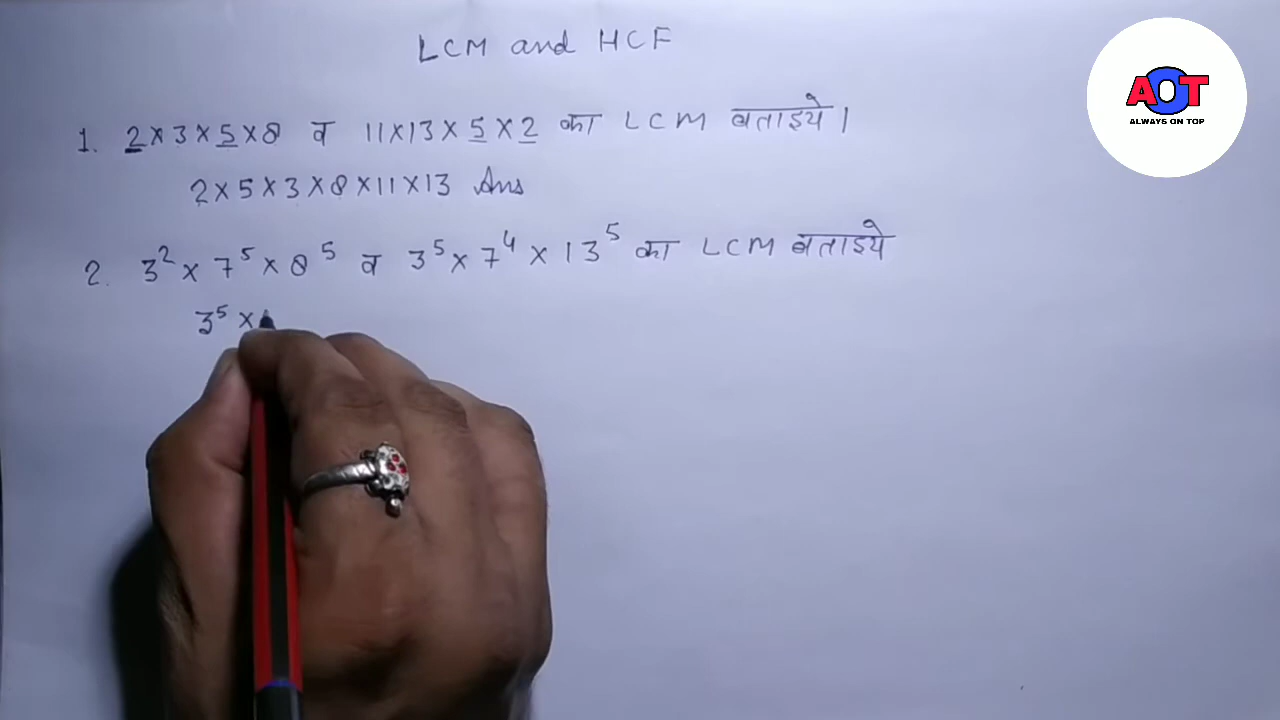 LCM and HCF
AOT
ALWAYS ON TOP
1. 2×3×5×8 व 11×13×5×2 का LCM बताइये।
2×5×3×8×11×13 Ans
2. 3² × 7⁵ × 8⁵ व 3⁵ × 7⁴ × 13⁵ का LCM बताइये
3⁵ ×